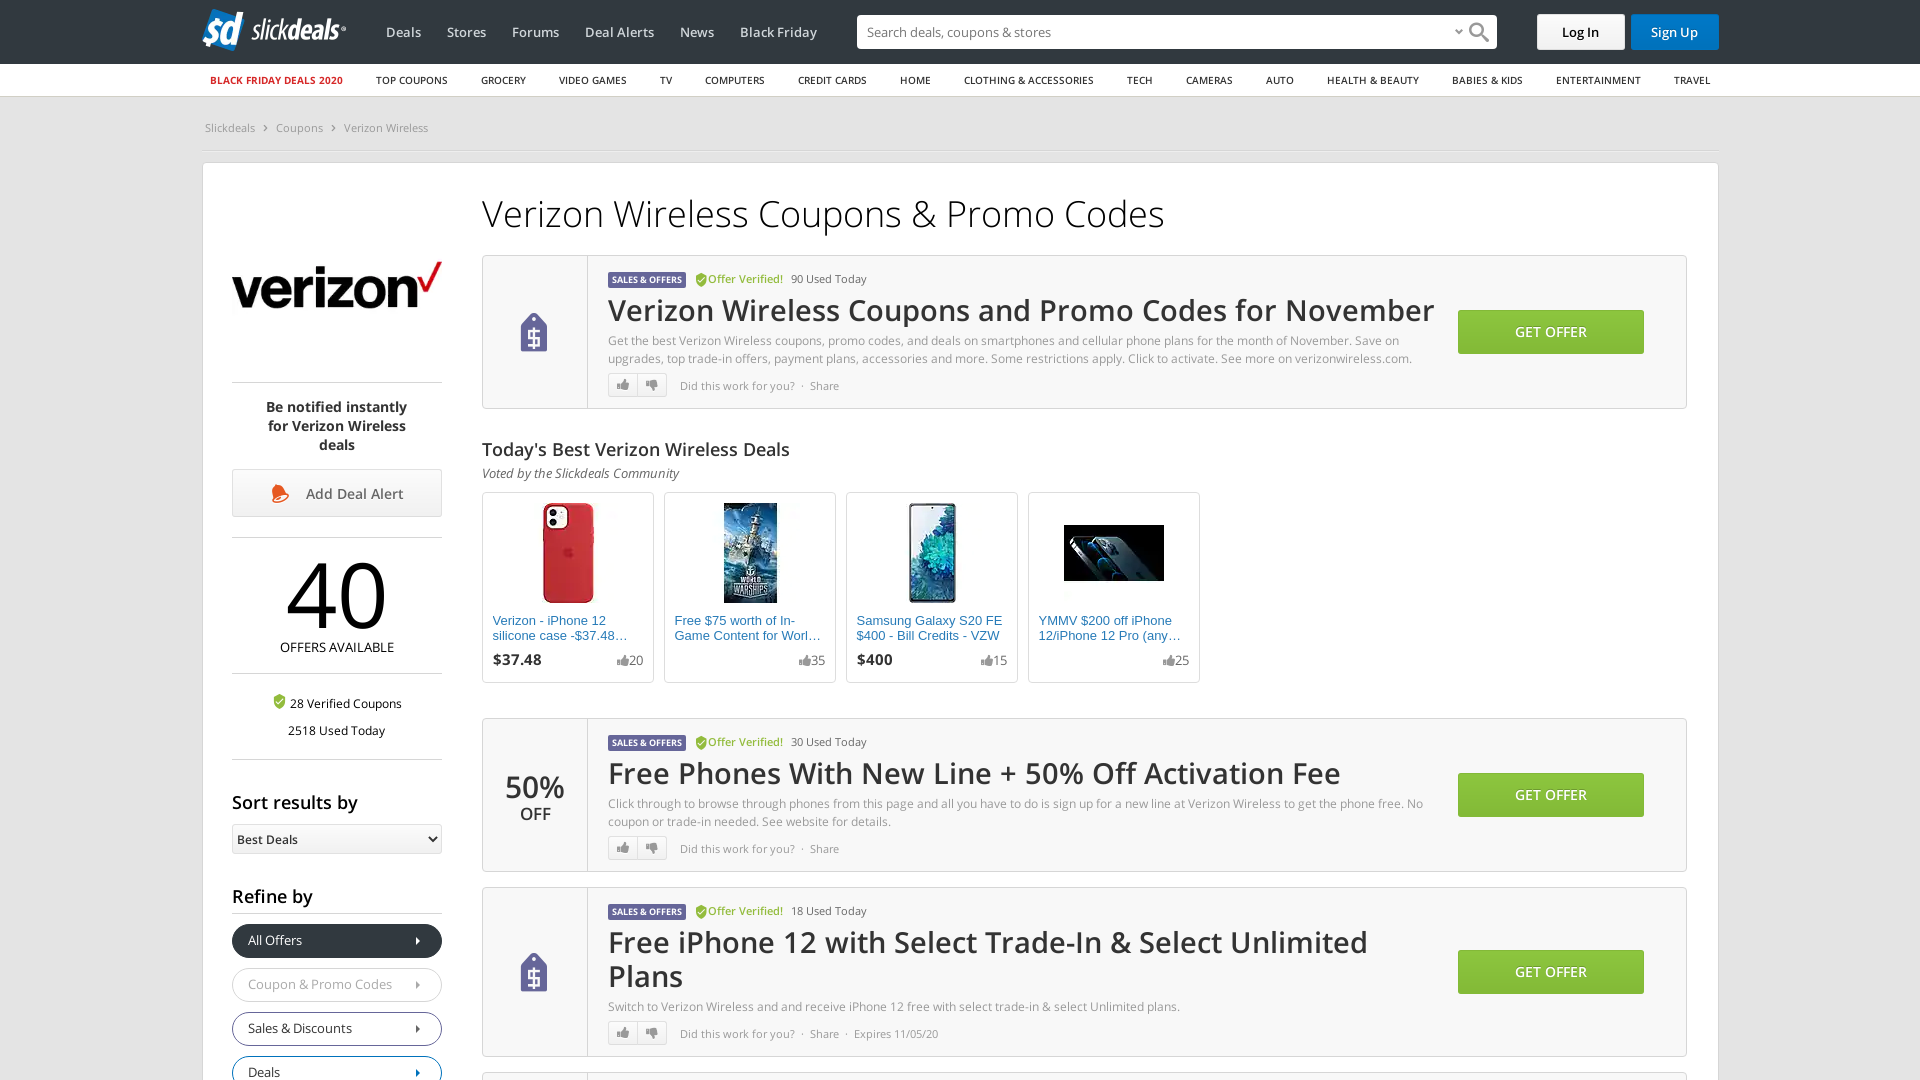 sd slickdeals
Deals
Stores
Forums
Deal Alerts
News
Black Friday
Search deals, coupons & stores
Log In
Sign Up
BLACK FRIDAY DEALS 2020
TOP COUPONS
GROCERY
VIDEO GAMES
TV
COMPUTERS
CREDIT CARDS
HOME
CLOTHING & ACCESSORIES
TECH
CAMERAS
AUTO
HEALTH & BEAUTY
BABIES & KIDS
ENTERTAINMENT
TRAVEL
Slickdeals > Coupons > Verizon Wireless
verizon
Be notified instantly
for Verizon Wireless
deals
Add Deal Alert
40
OFFERS AVAILABLE
28 Verified Coupons
2518 Used Today
Sort results by
Best Deals
Refine by
All Offers
Coupon & Promo Codes
Sales & Discounts
Deals
Verizon Wireless Coupons & Promo Codes
SALES & OFFERS Offer Verified! 90 Used Today
Verizon Wireless Coupons and Promo Codes for November
Get the best Verizon Wireless coupons, promo codes, and deals on smartphones and cellular phone plans for the month of November. Save on
upgrades, top trade-in offers, payment plans, accessories and more. Some restrictions apply. Click to activate. See more on verizonwireless.com.
Did this work for you? · Share
GET OFFER
Today's Best Verizon Wireless Deals
Voted by the Slickdeals Community
Verizon - iPhone 12
silicone case -$37.48…
$37.48
20
WORLD
WARSHIPS
Free $75 worth of In-
Game Content for Worl…
35
Samsung Galaxy S20 FE
$400 - Bill Credits - VZW
$400
15
YMMV $200 off iPhone
12/iPhone 12 Pro (any…
25
50%
OFF
SALES & OFFERS Offer Verified! 30 Used Today
Free Phones With New Line + 50% Off Activation Fee
Click through to browse through phones from this page and all you have to do is sign up for a new line at Verizon Wireless to get the phone free. No
coupon or trade-in needed. See website for details.
Did this work for you? · Share
GET OFFER
SALES & OFFERS Offer Verified! 18 Used Today
Free iPhone 12 with Select Trade-In & Select Unlimited
Plans
Switch to Verizon Wireless and and receive iPhone 12 free with select trade-in & select Unlimited plans.
Did this work for you? · Share · Expires 11/05/20
GET OFFER